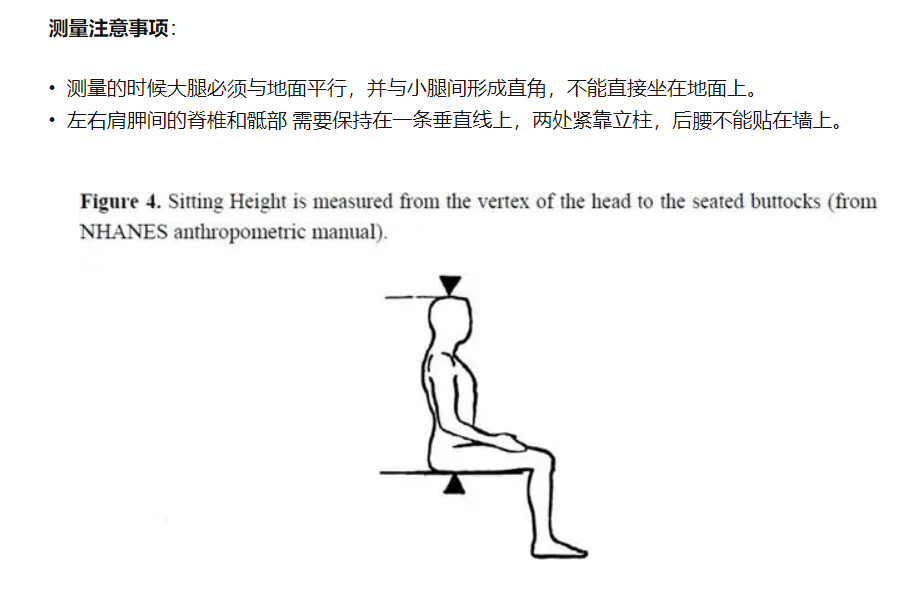 测量注意事项：
• 测量的时候大腿必须与地面平行，并与小腿间形成直角，不能直接坐在地面上。
• 左右肩胛间的脊椎和骶部 需要保持在一条垂直线上，两处紧靠立柱，后腰不能贴在墙上。
Figure 4. Sitting Height is measured from the vertex of the head to the seated buttocks (from
NHANES anthropometric manual).